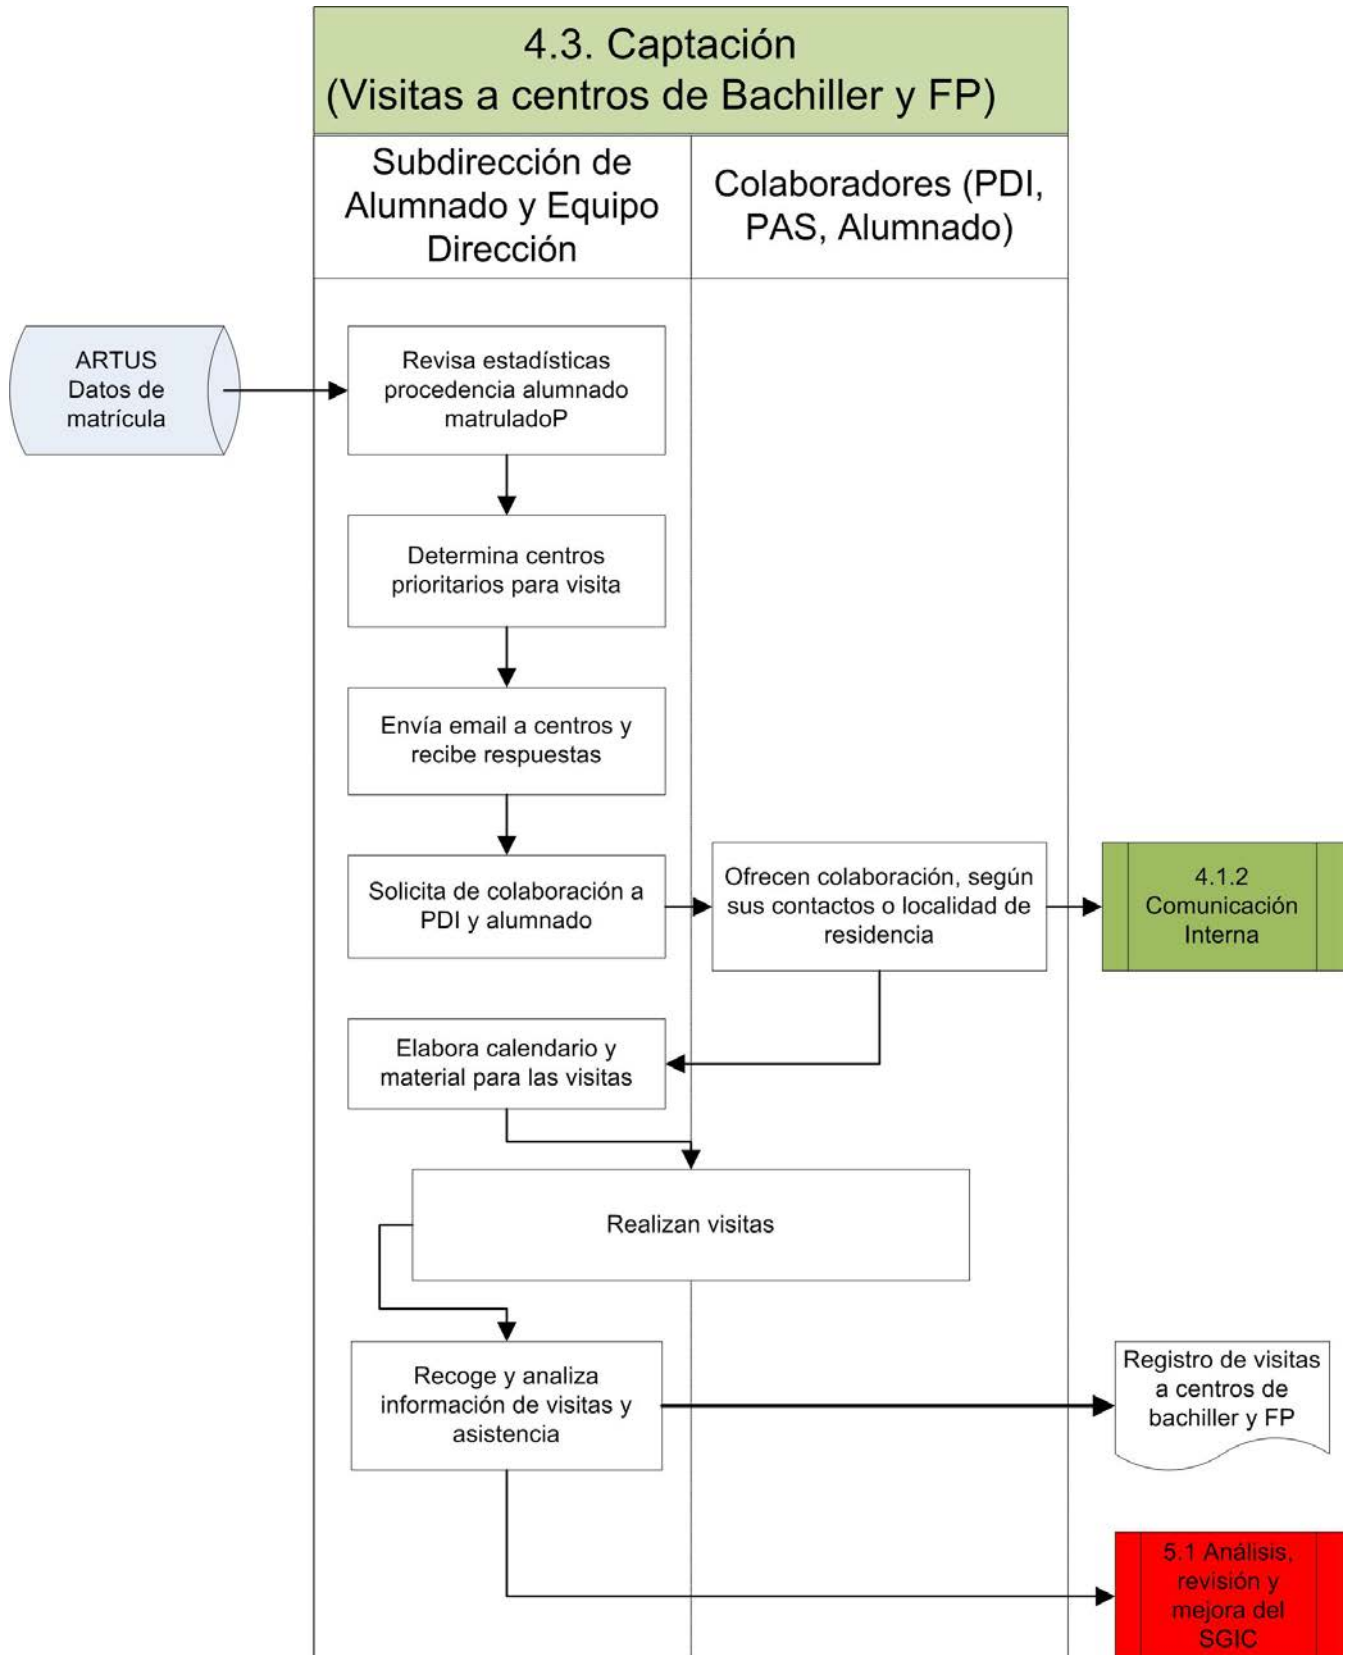 4.3. Captación
(Visitas a centros de Bachiller y FP)
Subdirección de
Alumnado y Equipo
Dirección
Colaboradores (PDI,
PAS, Alumnado)
ARTUS
Datos de
matrícula
Revisa estadísticas
procedencia alumnado
matruladoP
Determina centros
prioritarios para visita
Envía email a centros y
recibe respuestas
Solicita de colaboración a
PDI y alumnado
Ofrecen colaboración, según
sus contactos o localidad de
residencia
4.1.2
Comunicación
Interna
Elabora calendario y
material para las visitas
Realizan visitas
Recoge y analiza
información de visitas y
asistencia
Registro de visitas
a centros de
bachiller y FP
5.1 Análisis,
revisión y
mejora del
SGIC